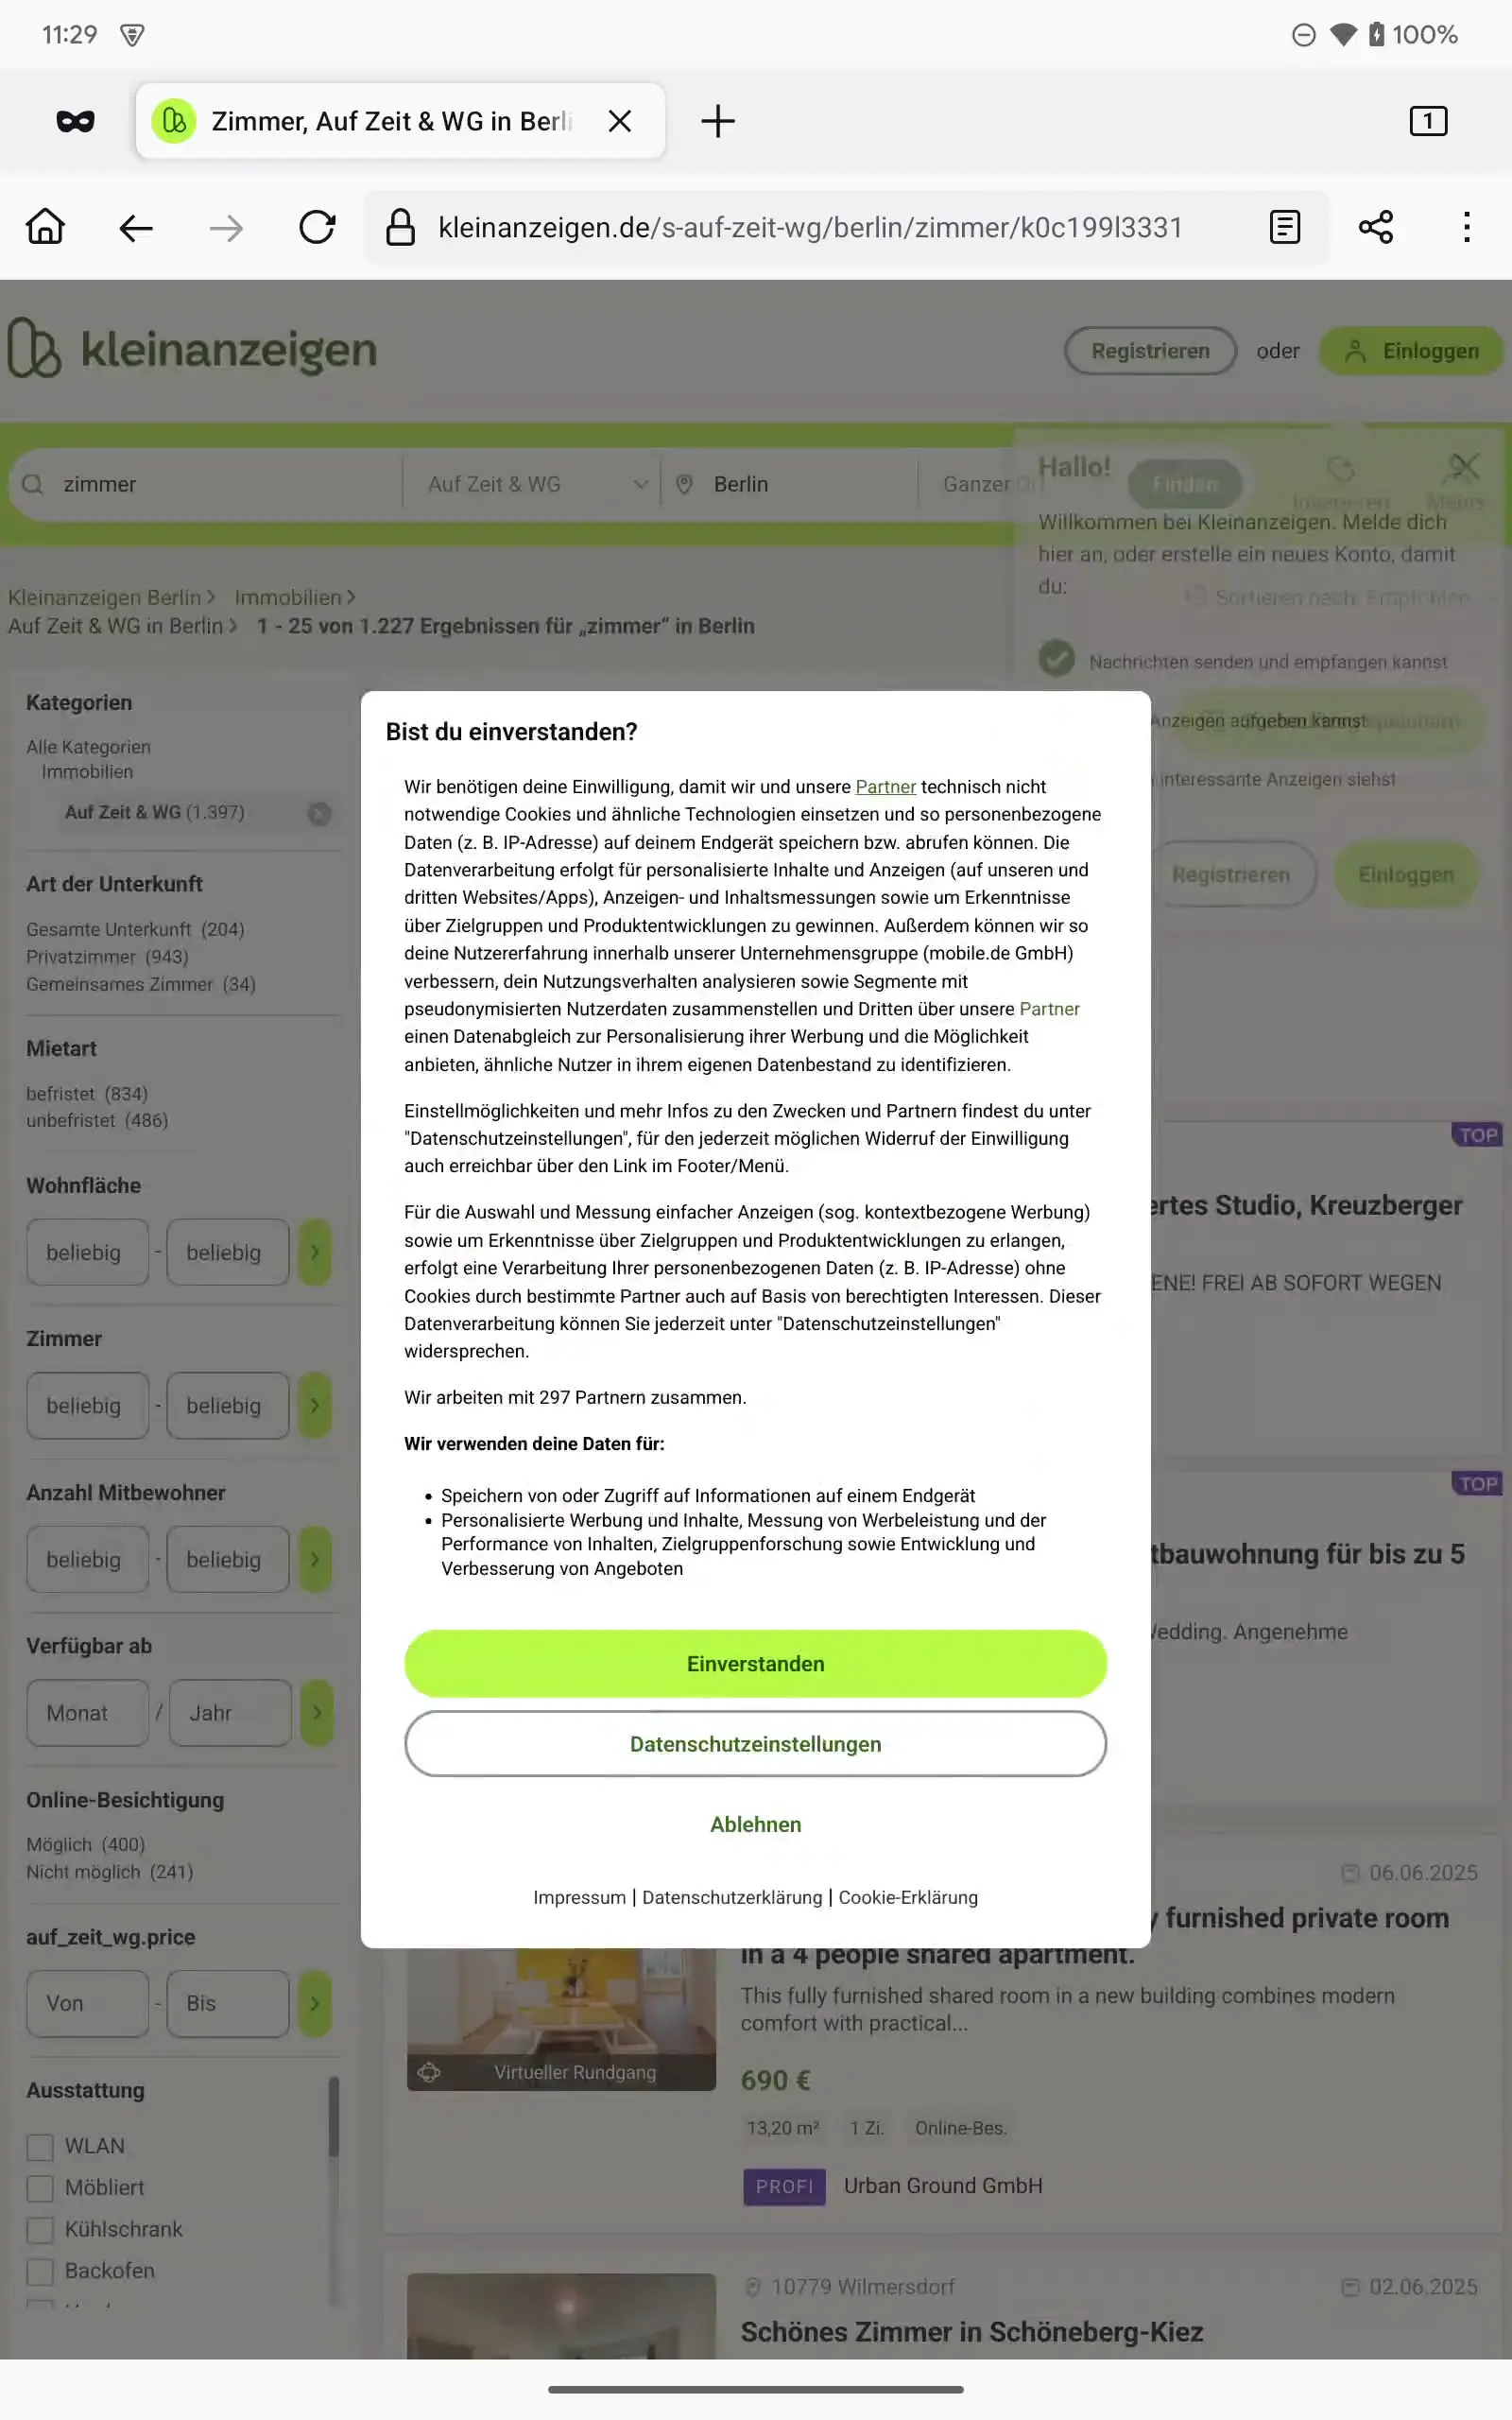 11:29
100%
Zimmer, Auf Zeit & WG in Berli
1
kleinanzeigen.de/s-auf-zeit-wg/berlin/zimmer/k0c199l3331
kleinanzeigen
Registrieren oder Einloggen
zimmer
Auf Zeit & WG
Berlin
Ganzer
Finden
Hallo!
Willkommen bei Kleinanzeigen. Melde dich
hier an, oder erstelle ein neues Konto, damit
du:
Sortieren nach: Empfohlen
Nachrichten senden und empfangen kannst
Anzeigen aufgeben kannst
interessante Anzeigen siehst
Registrieren
Einloggen
Kleinanzeigen Berlin
Immobilien
Auf Zeit & WG in Berlin
1 - 25 von 1.227 Ergebnissen für „zimmer“ in Berlin
Kategorien
Alle Kategorien
Immobilien
Auf Zeit & WG (1.397)
Art der Unterkunft
Gesamte Unterkunft (204)
Privatzimmer (943)
Gemeinsames Zimmer (34)
Mietart
befristet (834)
unbefristet (486)
Wohnfläche
beliebig - beliebig
Zimmer
beliebig - beliebig
Anzahl Mitbewohner
beliebig - beliebig
Verfügbar ab
Monat / Jahr
Online-Besichtigung
Möglich (400)
Nicht möglich (241)
auf_zeit_wg.price
Von - Bis
Ausstattung
WLAN
Möbliert
Kühlschrank
Backofen
Bist du einverstanden?
Wir benötigen deine Einwilligung, damit wir und unsere Partner technisch nicht
notwendige Cookies und ähnliche Technologien einsetzen und so personenbezogene
Daten (z. B. IP-Adresse) auf deinem Endgerät speichern bzw. abrufen können. Die
Datenverarbeitung erfolgt für personalisierte Inhalte und Anzeigen (auf unseren und
dritten Websites/Apps), Anzeigen- und Inhaltsmessungen sowie um Erkenntnisse
über Zielgruppen und Produktentwicklungen zu gewinnen. Außerdem können wir so
deine Nutzererfahrung innerhalb unserer Unternehmensgruppe (mobile.de GmbH)
verbessern, dein Nutzungsverhalten analysieren sowie Segmente mit
pseudonymisierten Nutzerdaten zusammenstellen und Dritten über unsere Partner
einen Datenabgleich zur Personalisierung ihrer Werbung und die Möglichkeit
anbieten, ähnliche Nutzer in ihrem eigenen Datenbestand zu identifizieren.
Einstellmöglichkeiten und mehr Infos zu den Zwecken und Partnern findest du unter
"Datenschutzeinstellungen", für den jederzeit möglichen Widerruf der Einwilligung
auch erreichbar über den Link im Footer/Menü.
Für die Auswahl und Messung einfacher Anzeigen (sog. kontextbezogene Werbung)
sowie um Erkenntnisse über Zielgruppen und Produktentwicklungen zu erlangen,
erfolgt eine Verarbeitung Ihrer personenbezogenen Daten (z. B. IP-Adresse) ohne
Cookies durch bestimmte Partner auch auf Basis von berechtigten Interessen. Dieser
Datenverarbeitung können Sie jederzeit unter "Datenschutzeinstellungen"
widersprechen.
Wir arbeiten mit 297 Partnern zusammen.
Wir verwenden deine Daten für:
• Speichern von oder Zugriff auf Informationen auf einem Endgerät
• Personalisierte Werbung und Inhalte, Messung von Werbeleistung und der
Performance von Inhalten, Zielgruppenforschung sowie Entwicklung und
Verbesserung von Angeboten
Einverstanden
Datenschutzeinstellungen
Ablehnen
Impressum | Datenschutzerklärung | Cookie-Erklärung
TOP
ertes Studio, Kreuzberger
ENE! FREI AB SOFORT WEGEN
TOP
tbauwohnung für bis zu 5
Wedding. Angenehme
06.06.2025
y furnished private room
in a 4 people shared apartment.
This fully furnished shared room in a new building combines modern
comfort with practical...
Virtueller Rundgang
690 €
13,20 m² 1 Zi. Online-Bes.
PROFI Urban Ground GmbH
10779 Wilmersdorf
02.06.2025
Schönes Zimmer in Schöneberg-Kiez